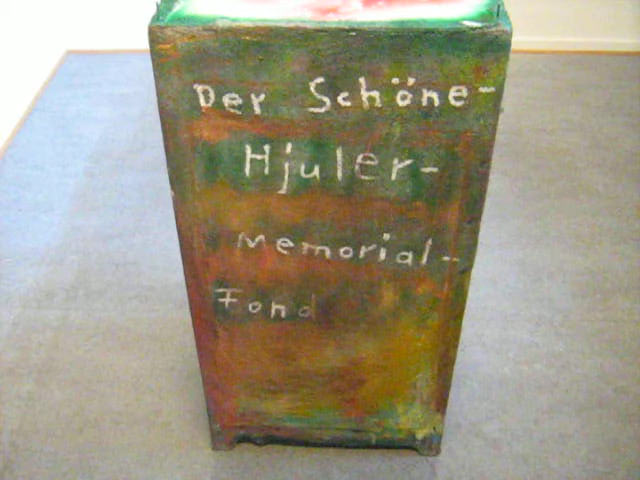 Der Schöne-
Hjuler-
Memorial-
Fond